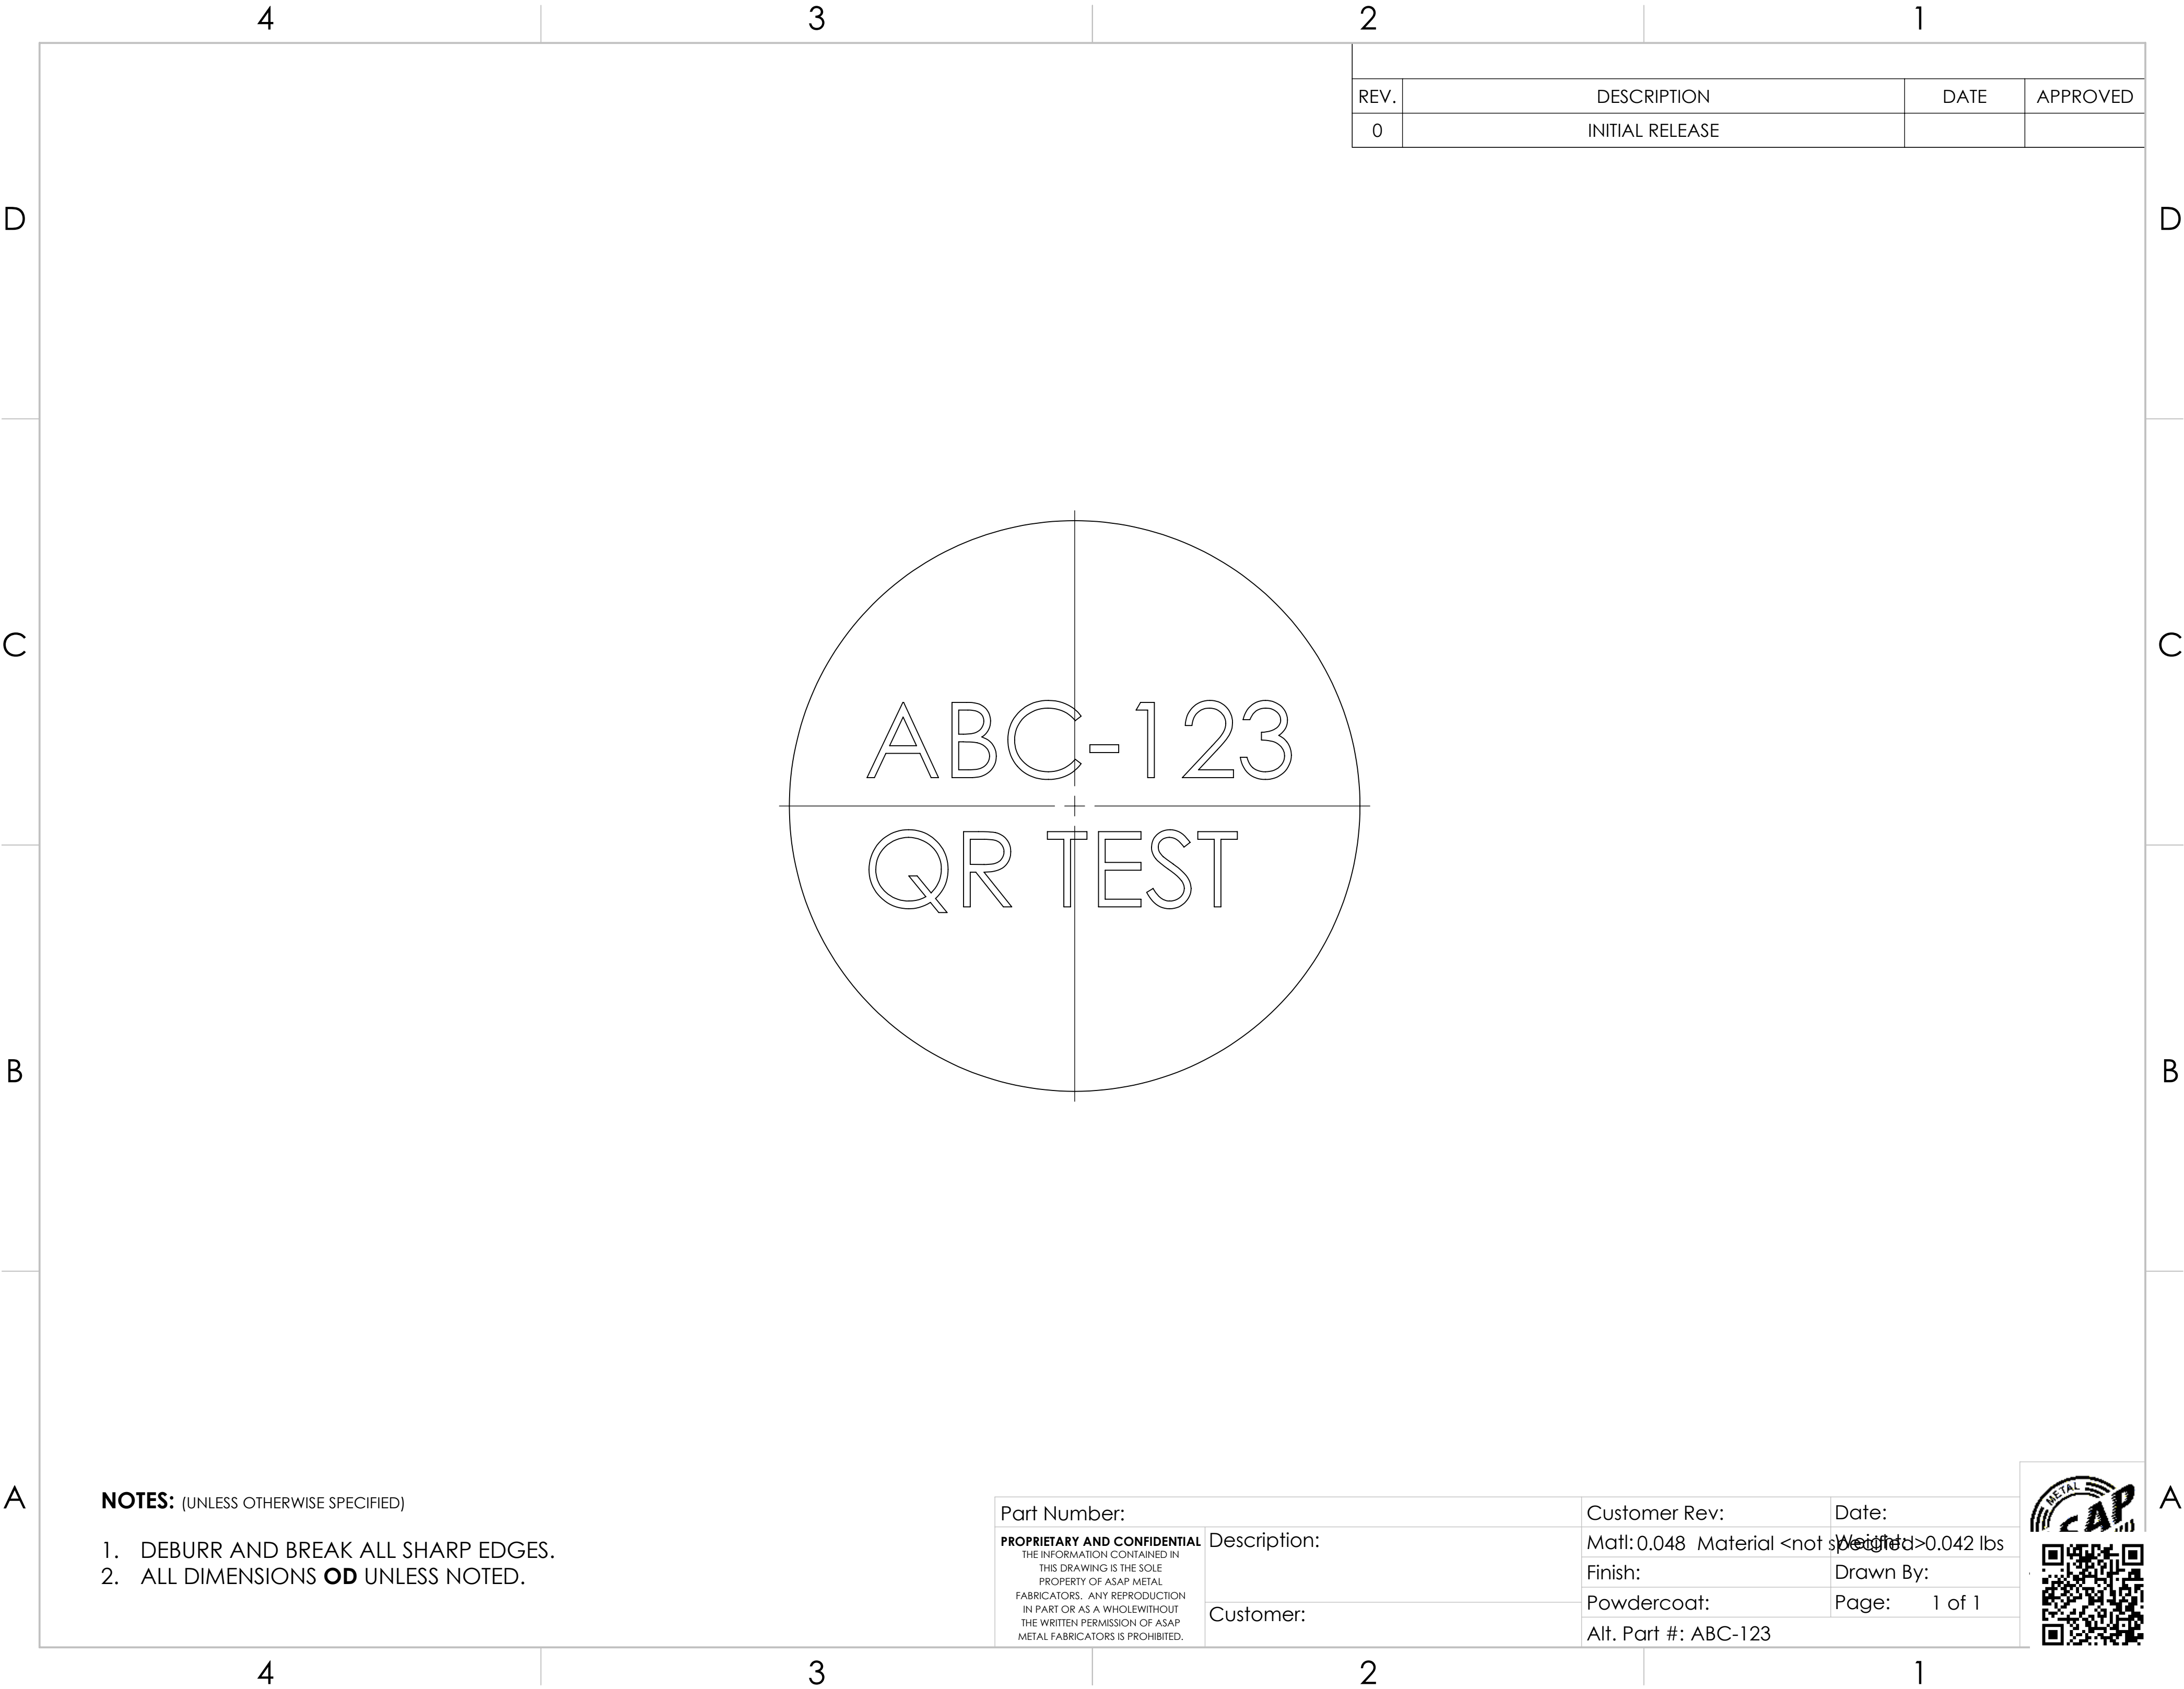 4 3 2 1
REV. DESCRIPTION DATE APPROVED
0 INITIAL RELEASE
D D
C C
ABC-123
QR TEST
B B
A A
NOTES: (UNLESS OTHERWISE SPECIFIED)
1. DEBURR AND BREAK ALL SHARP EDGES.
2. ALL DIMENSIONS OD UNLESS NOTED.
Part Number:
PROPRIETARY AND CONFIDENTIAL
THE INFORMATION CONTAINED IN
THIS DRAWING IS THE SOLE
PROPERTY OF ASAP METAL
FABRICATORS. ANY REPRODUCTION
IN PART OR AS A WHOLEWITHOUT
THE WRITTEN PERMISSION OF ASAP
METAL FABRICATORS IS PROHIBITED.
Description:
Customer:
Customer Rev:
Date:
Matl: 0.048 Material <not specified>
Weight: 0.042 lbs
Finish:
Drawn By:
Powdercoat:
Page: 1 of 1
Alt. Part #: ABC-123
METAL
4 3 2 1